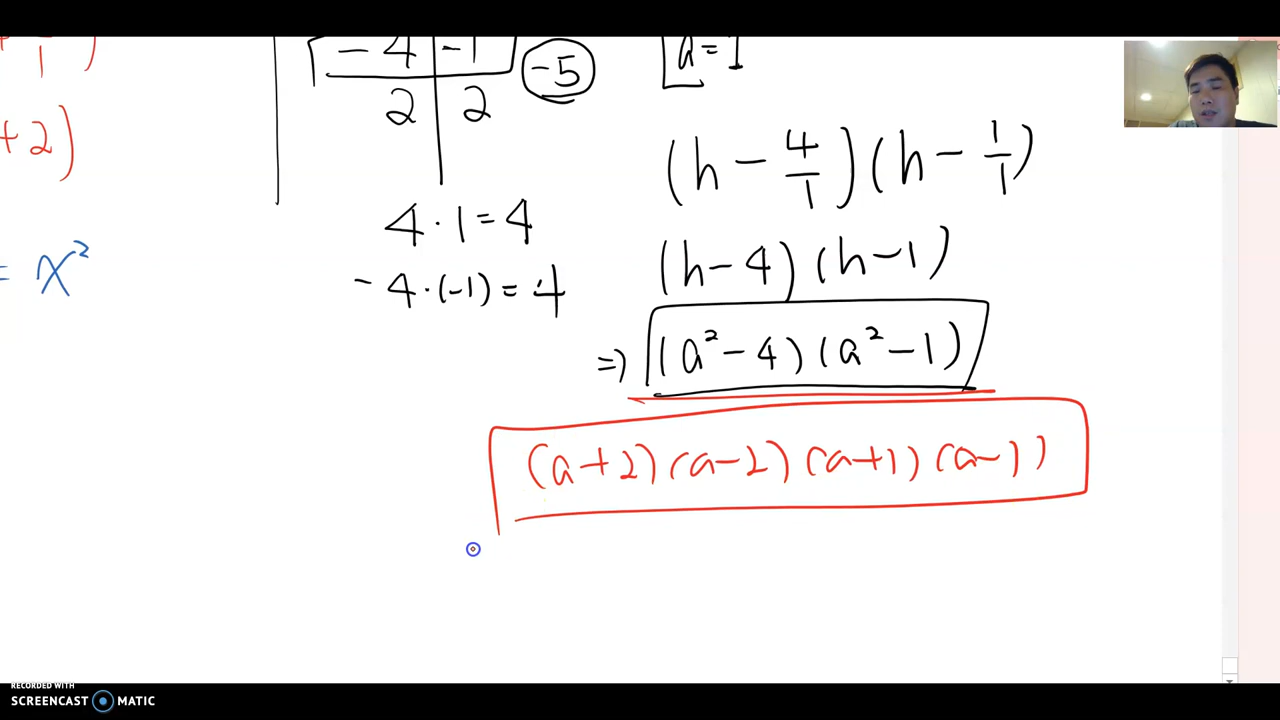 + 1 )
+2)
= x²
-4 -1
-5
2 2
4 · 1 = 4
-4 · (-1) = 4
a = 1
(h - 4/1)(h - 1/1)
(h-4)(h-1)
⇒ (a²-4)(a²-1)
(a+2)(a-2)(a+1)(a-1)
RECORDED WITH
SCREENCAST MATIC